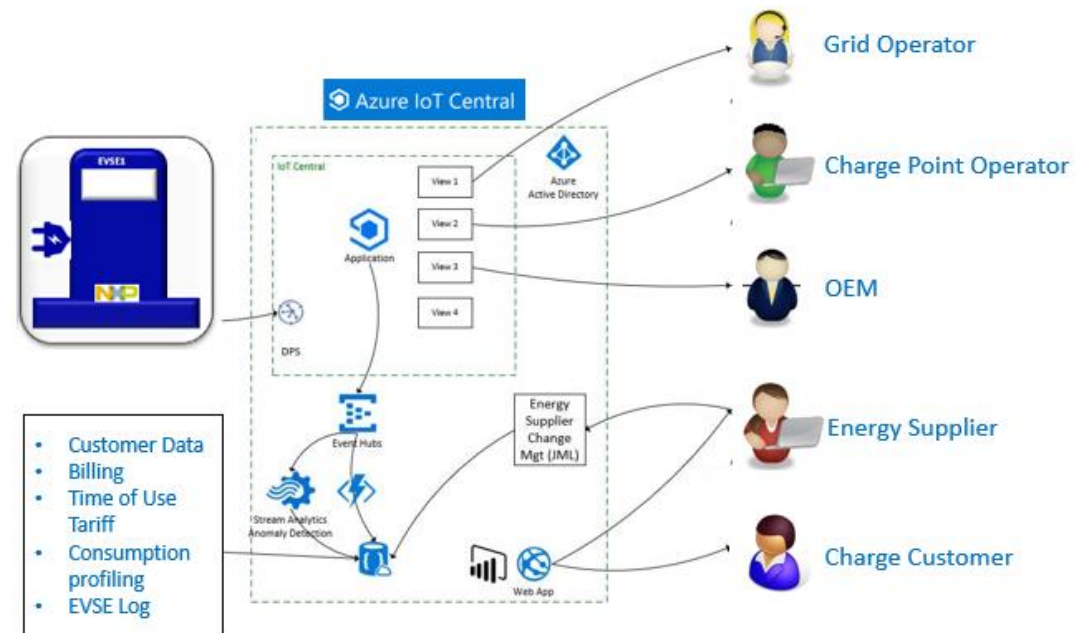 Azure IoT Central
Grid Operator
Charge Point Operator
OEM
Energy Supplier
Charge Customer
EVSE1
NXP
IoT Central
View 1
View 2
View 3
View 4
Azure
Active Directory
Application
DPS
Event Hubs
Stream Analytics
Anomaly Detection
Energy
Supplier
Change
Mgt (JML)
Web App
• Customer Data
• Billing
• Time of Use
Tariff
• Consumption
profiling
• EVSE Log